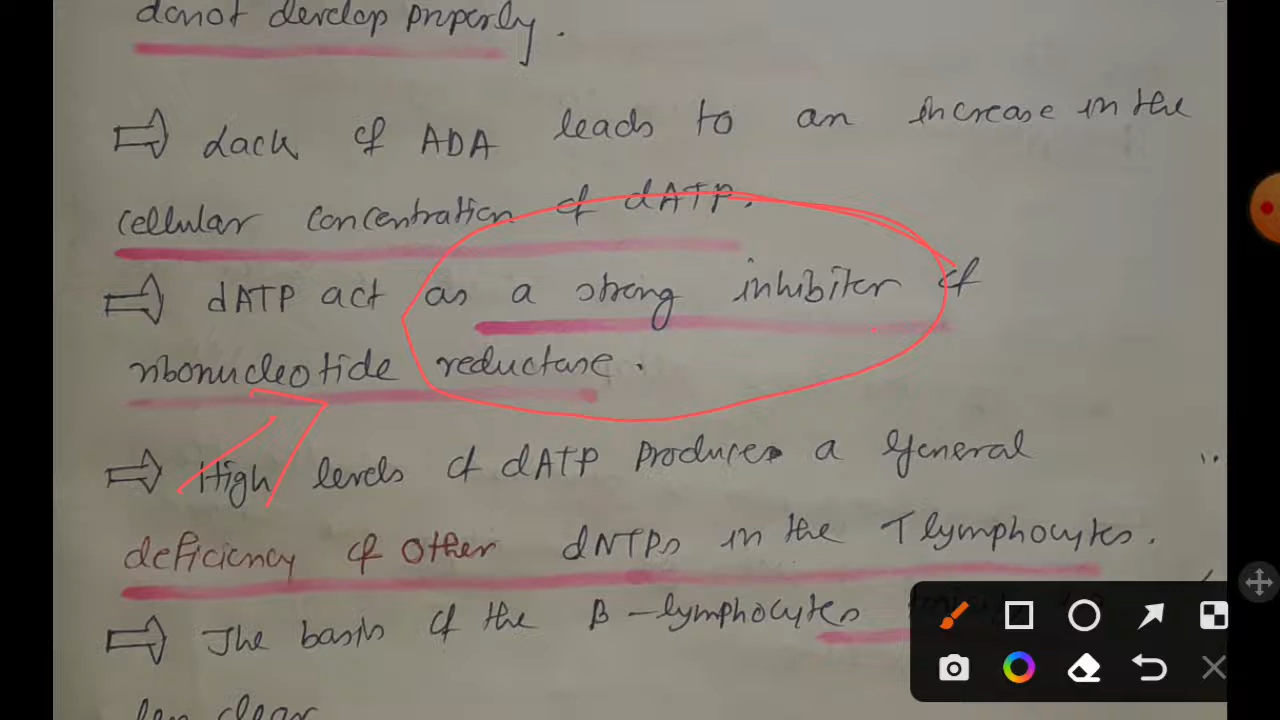 donot develop properly.
⇒ Lack of ADA leads to an increase in the
cellular concentration of dATP.
⇒ dATP act as a strong inhibitor of
ribonucleotide reductase.
⇒ High levels of dATP produces a general
deficiency of other dNTPs in the T lymphocytes.
⇒ The basis of the B-lymphocytes
less clear